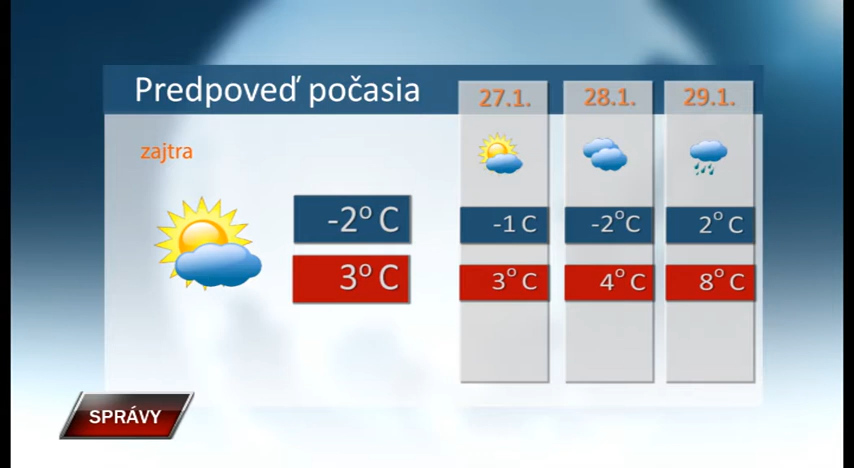 Predpoveď počasia
zajtra
-2° C
3° C
27.1.
-1 C
3° C
28.1.
-2°C
4° C
29.1.
2° C
8° C
SPRÁVY